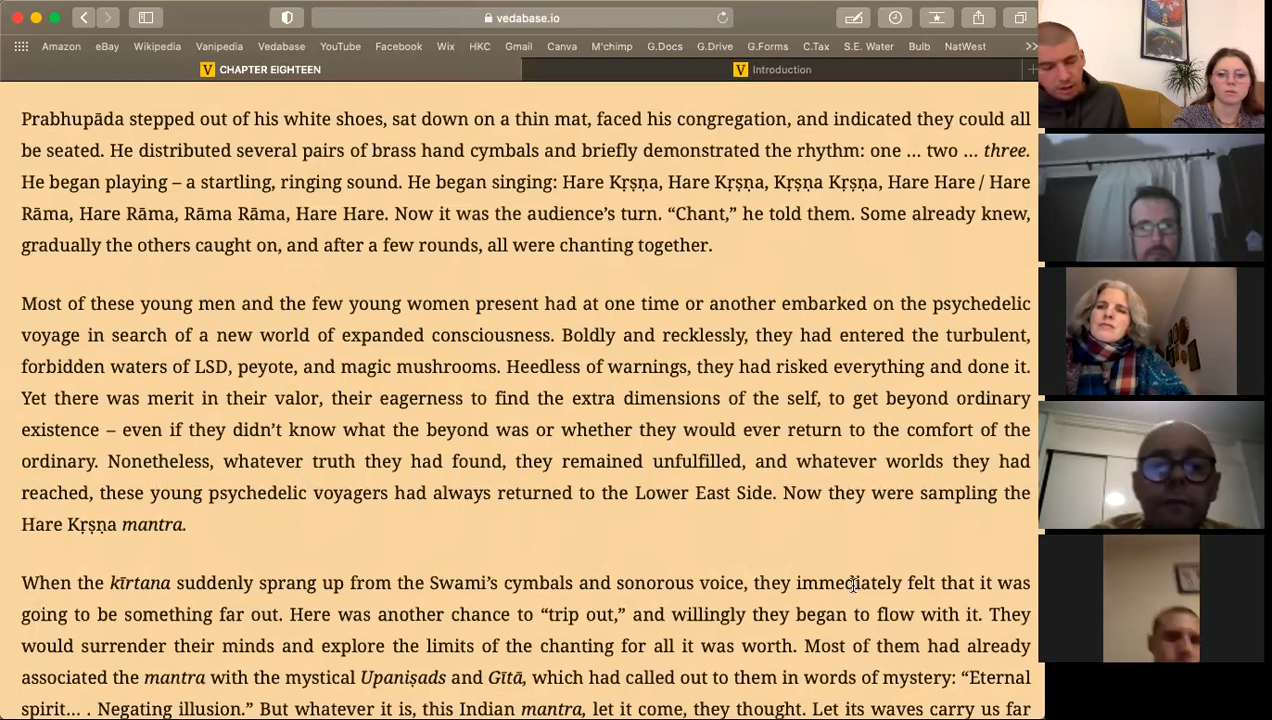 vedabase.io
Amazon eBay Wikipedia Vanipedia Vedabase YouTube Facebook Wix HKC Gmail Canva M'chimp G.Docs G.Drive G.Forms C.Tax S.E. Water Bulb NatWest >>
V CHAPTER EIGHTEEN V Introduction +
Prabhupāda stepped out of his white shoes, sat down on a thin mat, faced his congregation, and indicated they could all
be seated. He distributed several pairs of brass hand cymbals and briefly demonstrated the rhythm: one … two … three.
He began playing – a startling, ringing sound. He began singing: Hare Kṛṣṇa, Hare Kṛṣṇa, Kṛṣṇa Kṛṣṇa, Hare Hare / Hare
Rāma, Hare Rāma, Rāma Rāma, Hare Hare. Now it was the audience’s turn. “Chant,” he told them. Some already knew,
gradually the others caught on, and after a few rounds, all were chanting together.
Most of these young men and the few young women present had at one time or another embarked on the psychedelic
voyage in search of a new world of expanded consciousness. Boldly and recklessly, they had entered the turbulent,
forbidden waters of LSD, peyote, and magic mushrooms. Heedless of warnings, they had risked everything and done it.
Yet there was merit in their valor, their eagerness to find the extra dimensions of the self, to get beyond ordinary
existence – even if they didn’t know what the beyond was or whether they would ever return to the comfort of the
ordinary. Nonetheless, whatever truth they had found, they remained unfulfilled, and whatever worlds they had
reached, these young psychedelic voyagers had always returned to the Lower East Side. Now they were sampling the
Hare Kṛṣṇa mantra.
When the kīrtana suddenly sprang up from the Swami’s cymbals and sonorous voice, they immediately felt that it was
going to be something far out. Here was another chance to “trip out,” and willingly they began to flow with it. They
would surrender their minds and explore the limits of the chanting for all it was worth. Most of them had already
associated the mantra with the mystical Upaniṣads and Gītā, which had called out to them in words of mystery: “Eternal
spirit… . Negating illusion.” But whatever it is, this Indian mantra, let it come, they thought. Let its waves carry us far